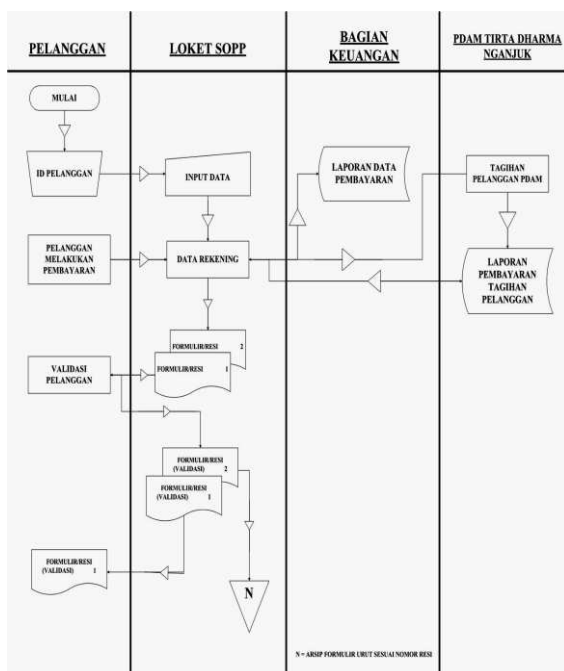 PELANGGAN
LOKET SOPP
BAGIAN
KEUANGAN
PDAM TIRTA DHARMA
NGANJUK
MULAI
ID PELANGGAN
INPUT DATA
LAPORAN DATA
PEMBAYARAN
TAGIHAN
PELANGGAN PDAM
PELANGGAN
MELAKUKAN
PEMBAYARAN
DATA REKENING
LAPORAN
PEMBAYARAN
TAGIHAN
PELANGGAN
FORMULIR/RESI 2
FORMULIR/RESI 1
VALIDASI
PELANGGAN
FORMULIR/RESI
(VALIDASI) 2
FORMULIR/RESI
(VALIDASI) 1
FORMULIR/RESI
(VALIDASI) 1
N
N = ARSIP FORMULIR URUT SESUAI NOMOR RESI